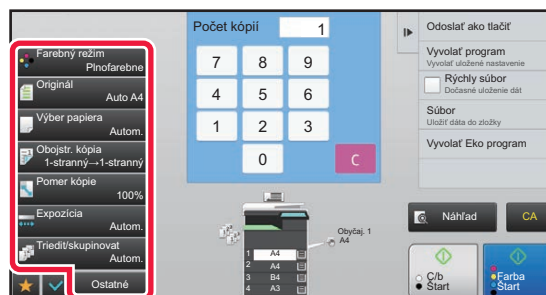 Farebný režim
Plnofarebne
Originál
Auto A4
Výber papiera
Autom.
Obojstr. kópia
1-stranný→1-stranný
Pomer kópie
100%
Expozícia
Autom.
Triediť/skupinovat
Autom.
Ostatné
Počet kópií
1
7 8 9
4 5 6
1 2 3
0 C
Obyčaj. 1
A4
1 A4
2 A4
3 B4
4 A3
Odoslať ako tlačiť
Vyvolať program
Vyvolať uložené nastavenie
Rýchly súbor
Dočasné uloženie dát
Súbor
Uložiť dáta do zložky
Vyvolať Eko program
Náhľad
CA
Č/b
Štart
Farba
Štart